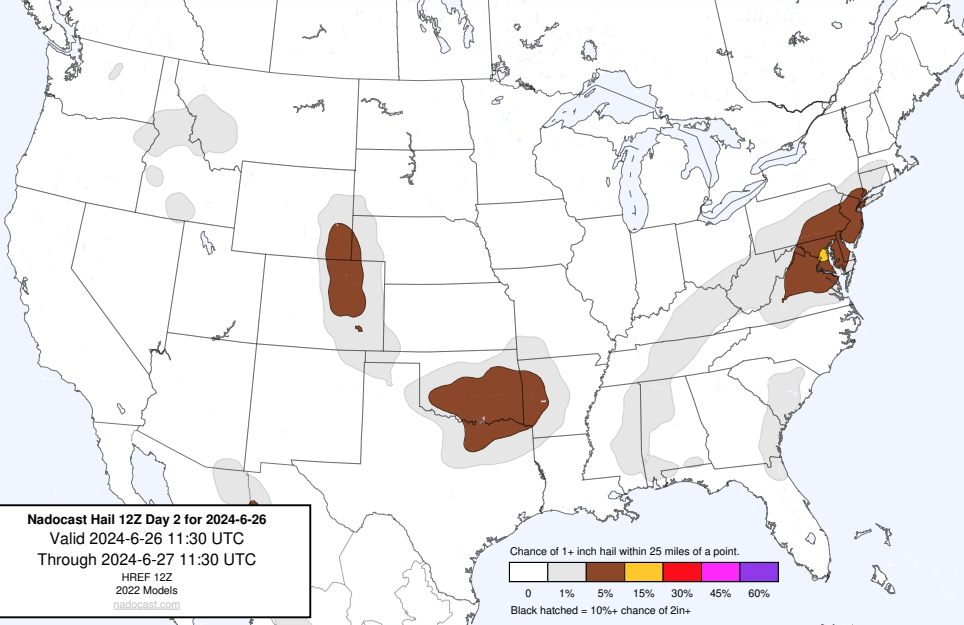 Nadocast Hail 12Z Day 2 for 2024-6-26
Valid 2024-6-26 11:30 UTC
Through 2024-6-27 11:30 UTC
HREF 12Z
2022 Models
nadocast.com
Chance of 1+ inch hail within 25 miles of a point.
0 1% 5% 15% 30% 45% 60%
Black hatched = 10%+ chance of 2in+